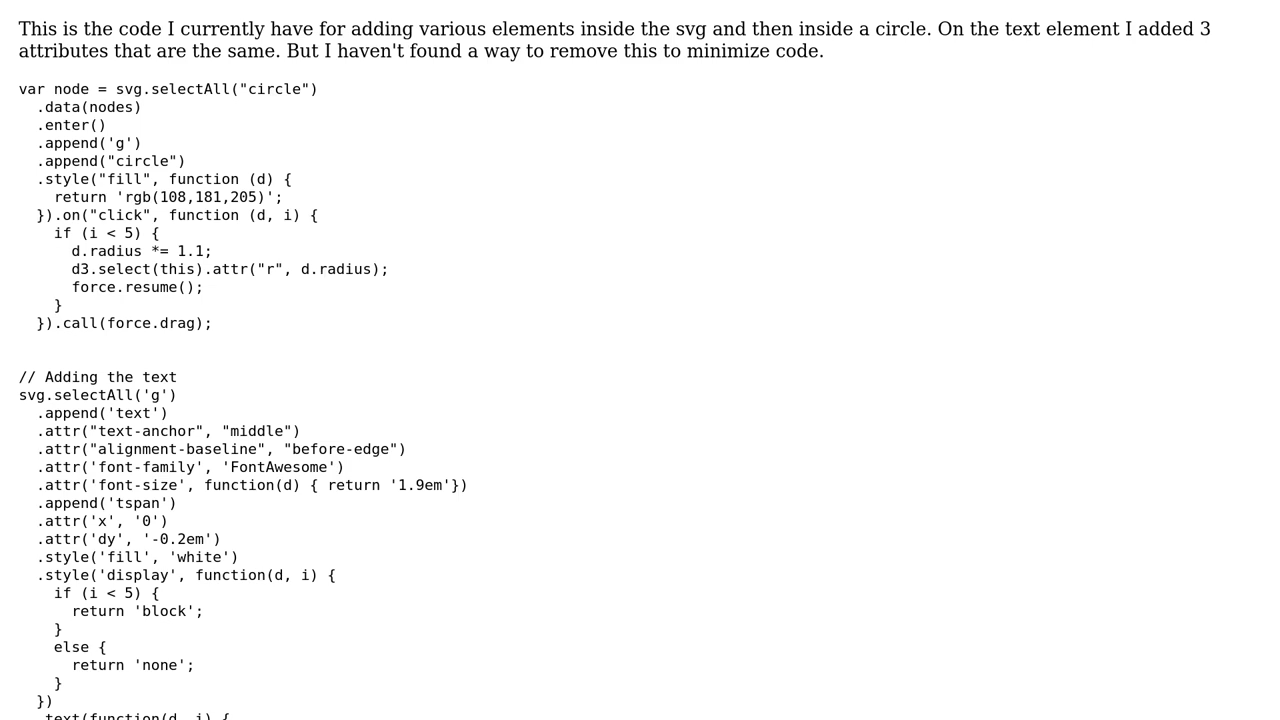 This is the code I currently have for adding various elements inside the svg and then inside a circle. On the text element I added 3
attributes that are the same. But I haven't found a way to remove this to minimize code.
var node = svg.selectAll("circle")
  .data(nodes)
  .enter()
  .append('g')
  .append("circle")
  .style("fill", function (d) {
    return 'rgb(108,181,205)';
  }).on("click", function (d, i) {
    if (i < 5) {
      d.radius *= 1.1;
      d3.select(this).attr("r", d.radius);
      force.resume();
    }
  }).call(force.drag);
// Adding the text
svg.selectAll('g')
  .append('text')
  .attr("text-anchor", "middle")
  .attr("alignment-baseline", "before-edge")
  .attr('font-family', 'FontAwesome')
  .attr('font-size', function(d) { return '1.9em'})
  .append('tspan')
  .attr('x', '0')
  .attr('dy', '-0.2em')
  .style('fill', 'white')
  .style('display', function(d, i) {
    if (i < 5) {
      return 'block';
    }
    else {
      return 'none';
    }
  })
  .text(function(d, i) {